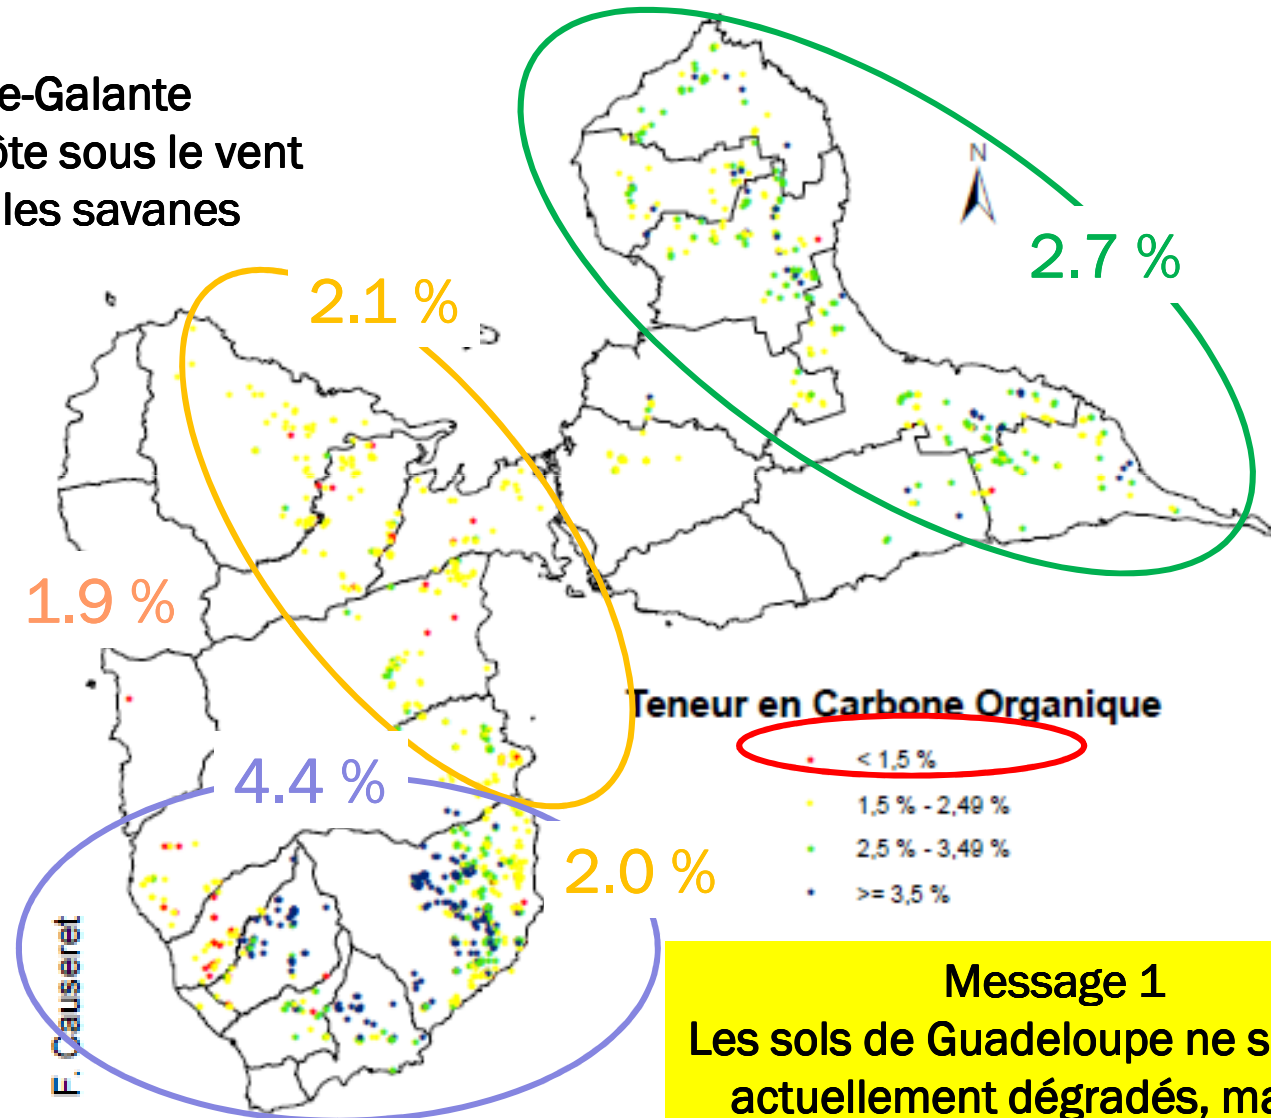 e-Galante
ôte sous le vent
les savanes
N
2.7 %
2.1 %
1.9 %
Teneur en Carbone Organique
< 1,5 %
1,5 % - 2,49 %
2,5 % - 3,49 %
>= 3,5 %
4.4 %
2.0 %
F. Causeret
Message 1
Les sols de Guadeloupe ne s
actuellement dégradés, ma